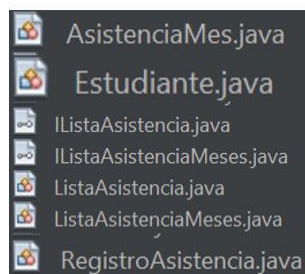 AsistenciaMes.java
Estudiante.java
IListaAsistencia.java
IListaAsistenciaMeses.java
ListaAsistencia.java
ListaAsistenciaMeses.java
RegistroAsistencia.java